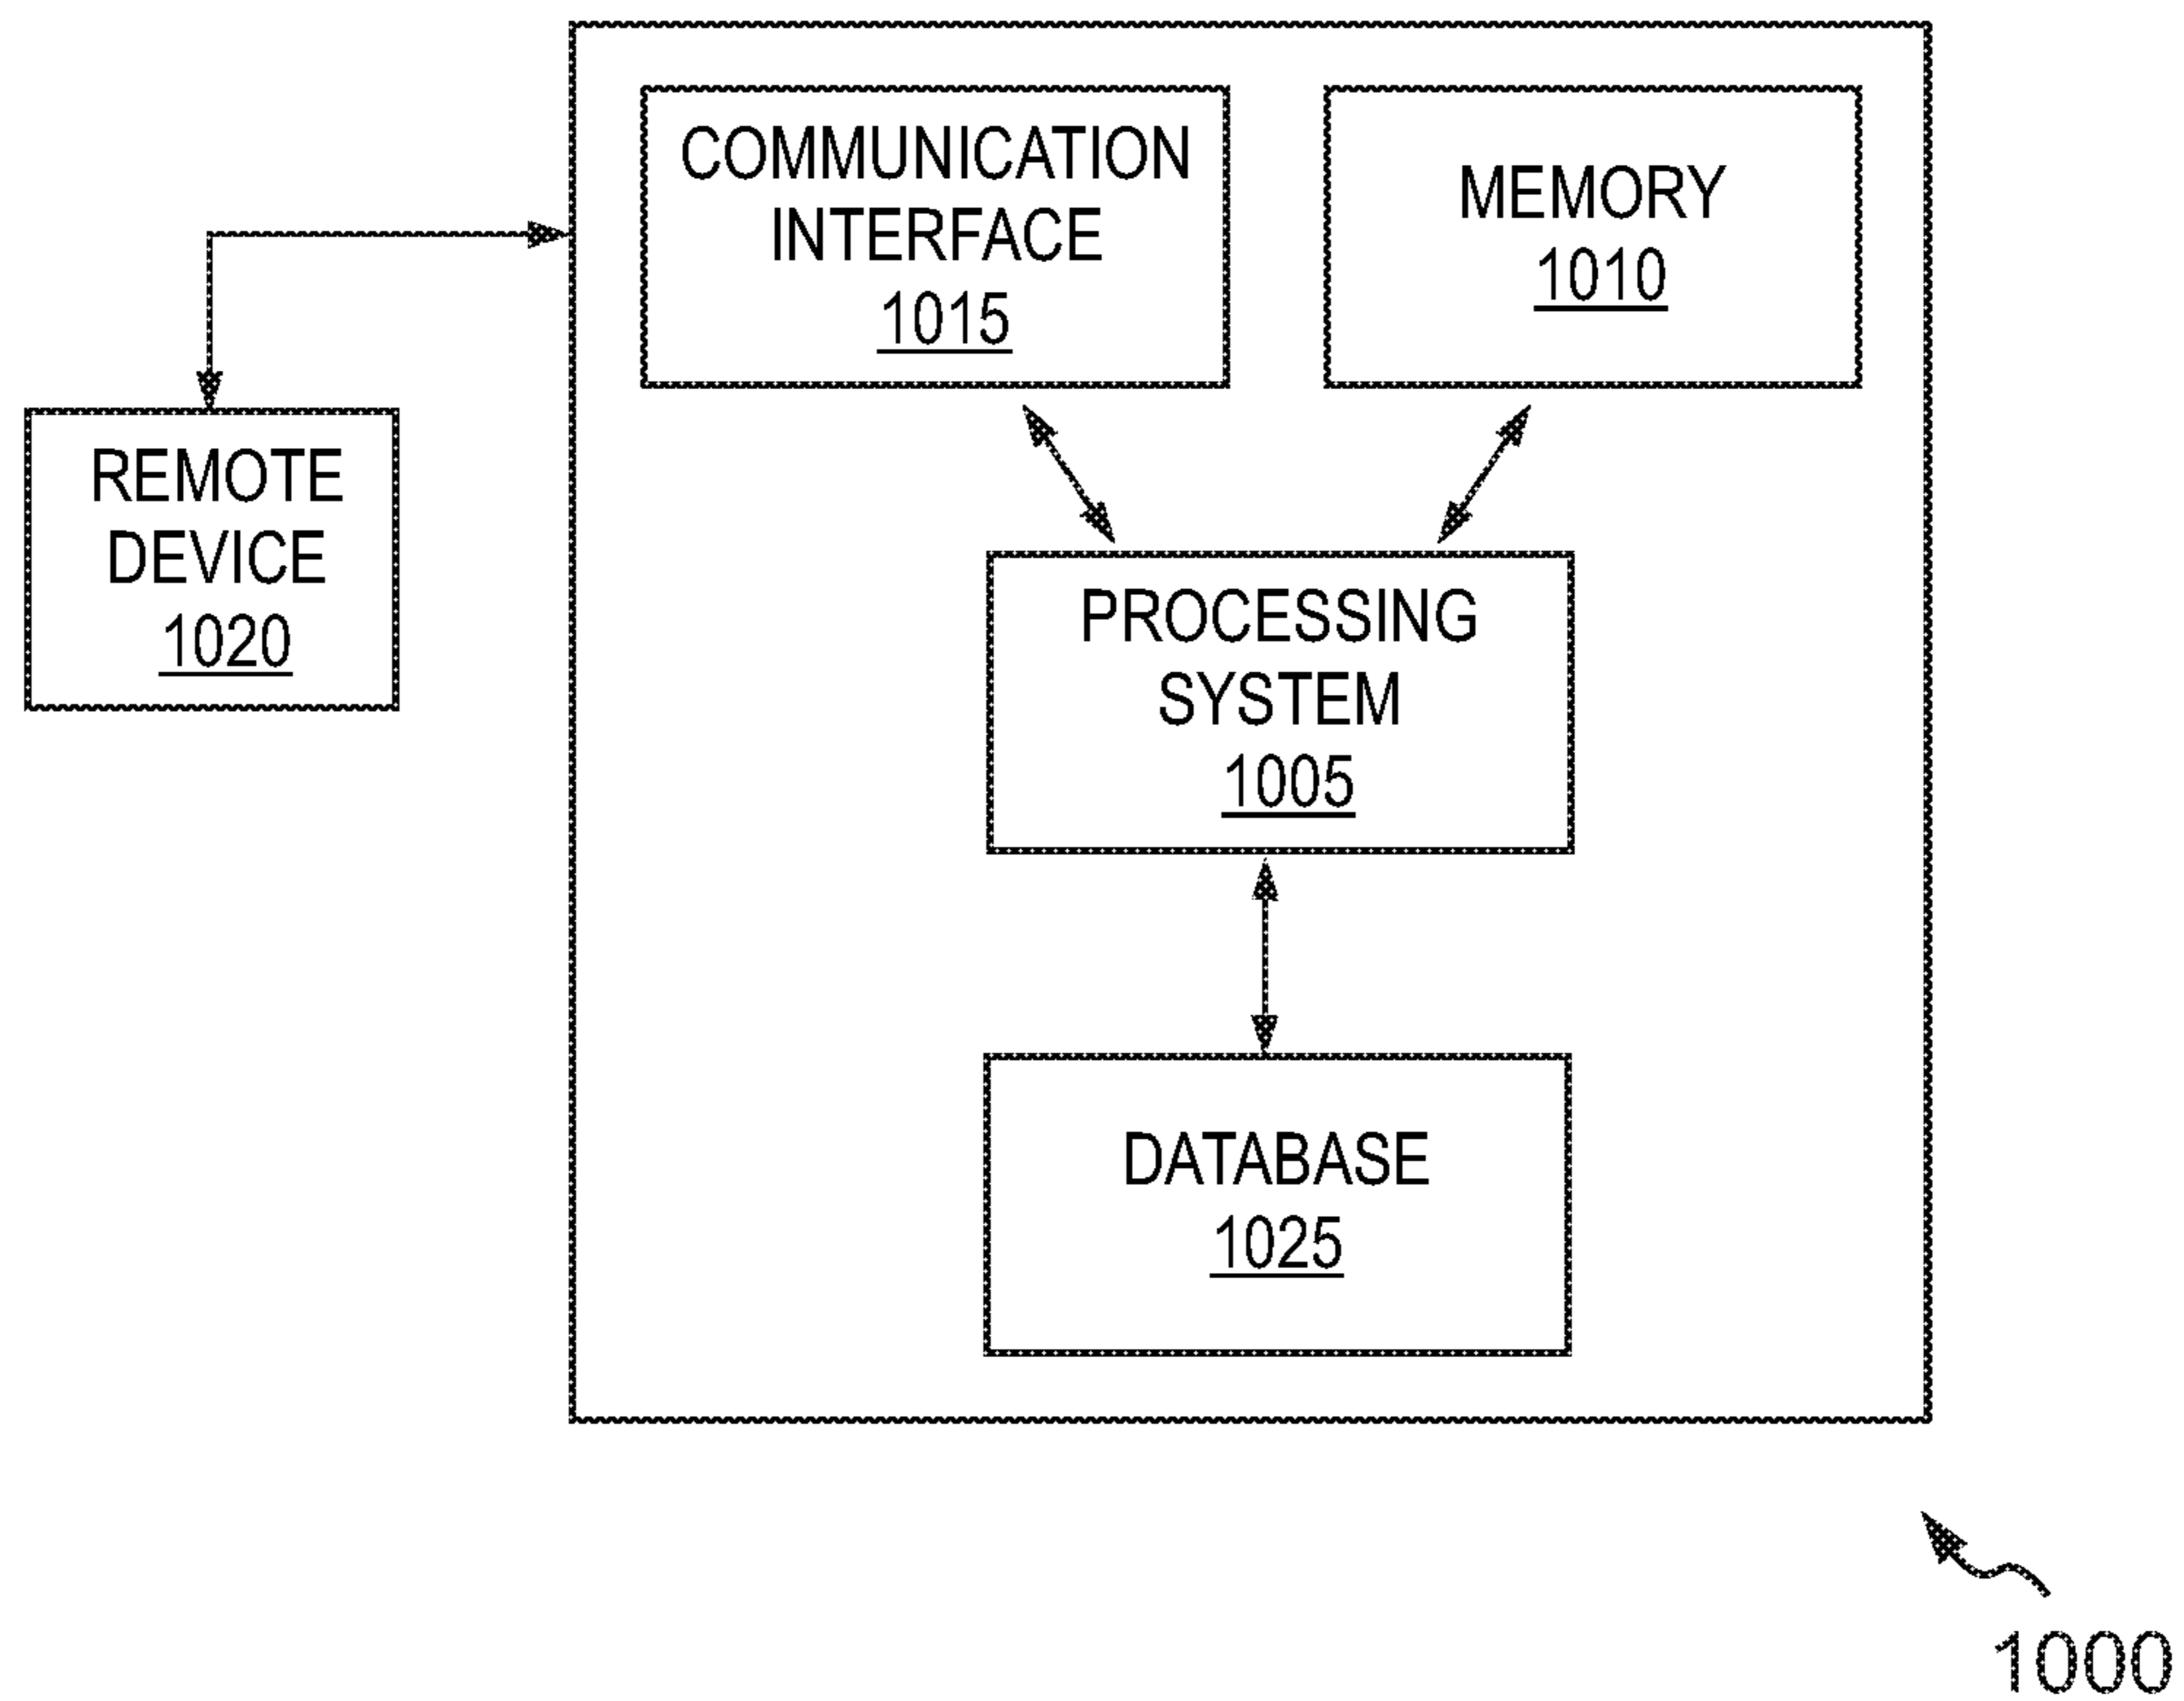 COMMUNICATION
INTERFACE
1015
MEMORY
1010
REMOTE
DEVICE
1020
PROCESSING
SYSTEM
1005
DATABASE
1025
1000